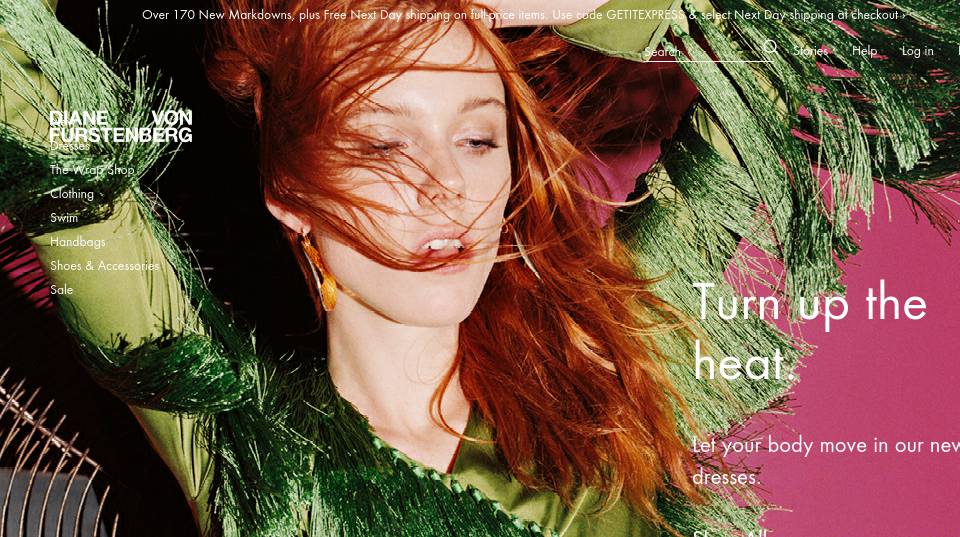 Over 170 New Markdowns, plus Free Next Day shipping on full-price items. Use code GETITEXPRESS & select Next Day shipping at checkout ›
Search
Stories
Help
Log in
DIANE VON
FURSTENBERG
Dresses
The Wrap Shop
Clothing
Swim
Handbags
Shoes & Accessories
Sale
Turn up the
heat.
Let your body move in our new
dresses.